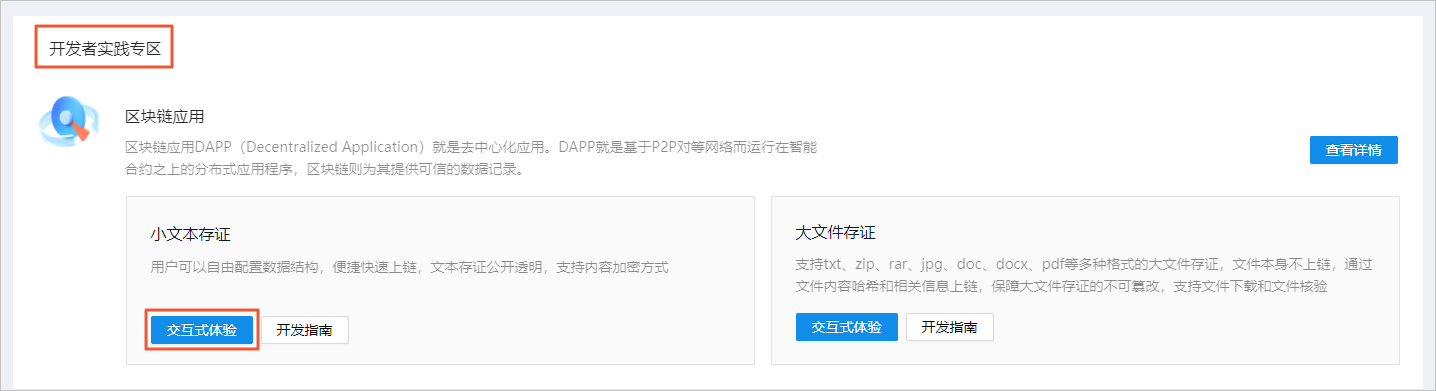 开发者实践专区
区块链应用
区块链应用DAPP（Decentralized Application）就是去中心化应用。DAPP就是基于P2P对等网络而运行在智能
合约之上的分布式应用程序，区块链则为其提供可信的数据记录。
查看详情
小文本存证
用户可以自由配置数据结构，便捷快速上链，文本存证公开透明，支持内容加密方式
交互式体验 开发指南
大文件存证
支持txt、zip、rar、jpg、doc、docx、pdf等多种格式的大文件存证，文件本身不上链，通过
文件内容哈希和相关信息上链，保障大文件存证的不可篡改，支持文件下载和文件核验
交互式体验 开发指南